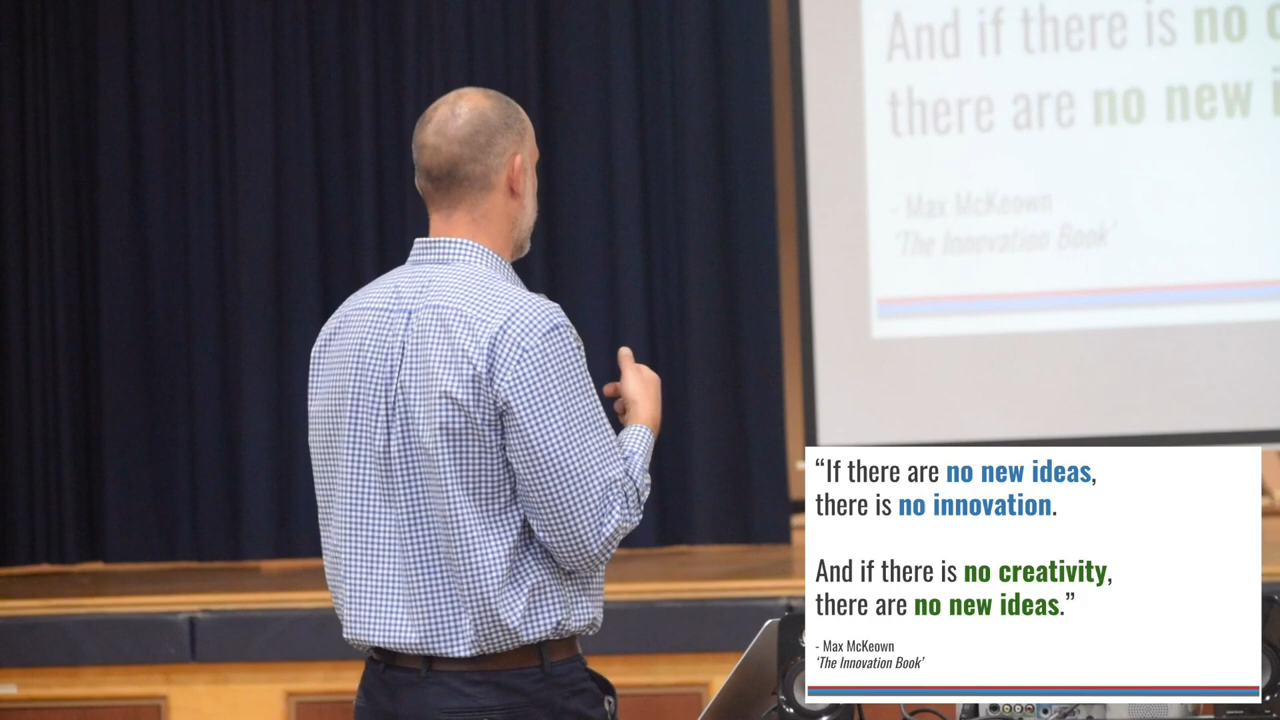 And if there is no
there are no new
- Max McKeown
'The Innovation Book'
“If there are no new ideas,
there is no innovation.
And if there is no creativity,
there are no new ideas.”
- Max McKeown
‘The Innovation Book’